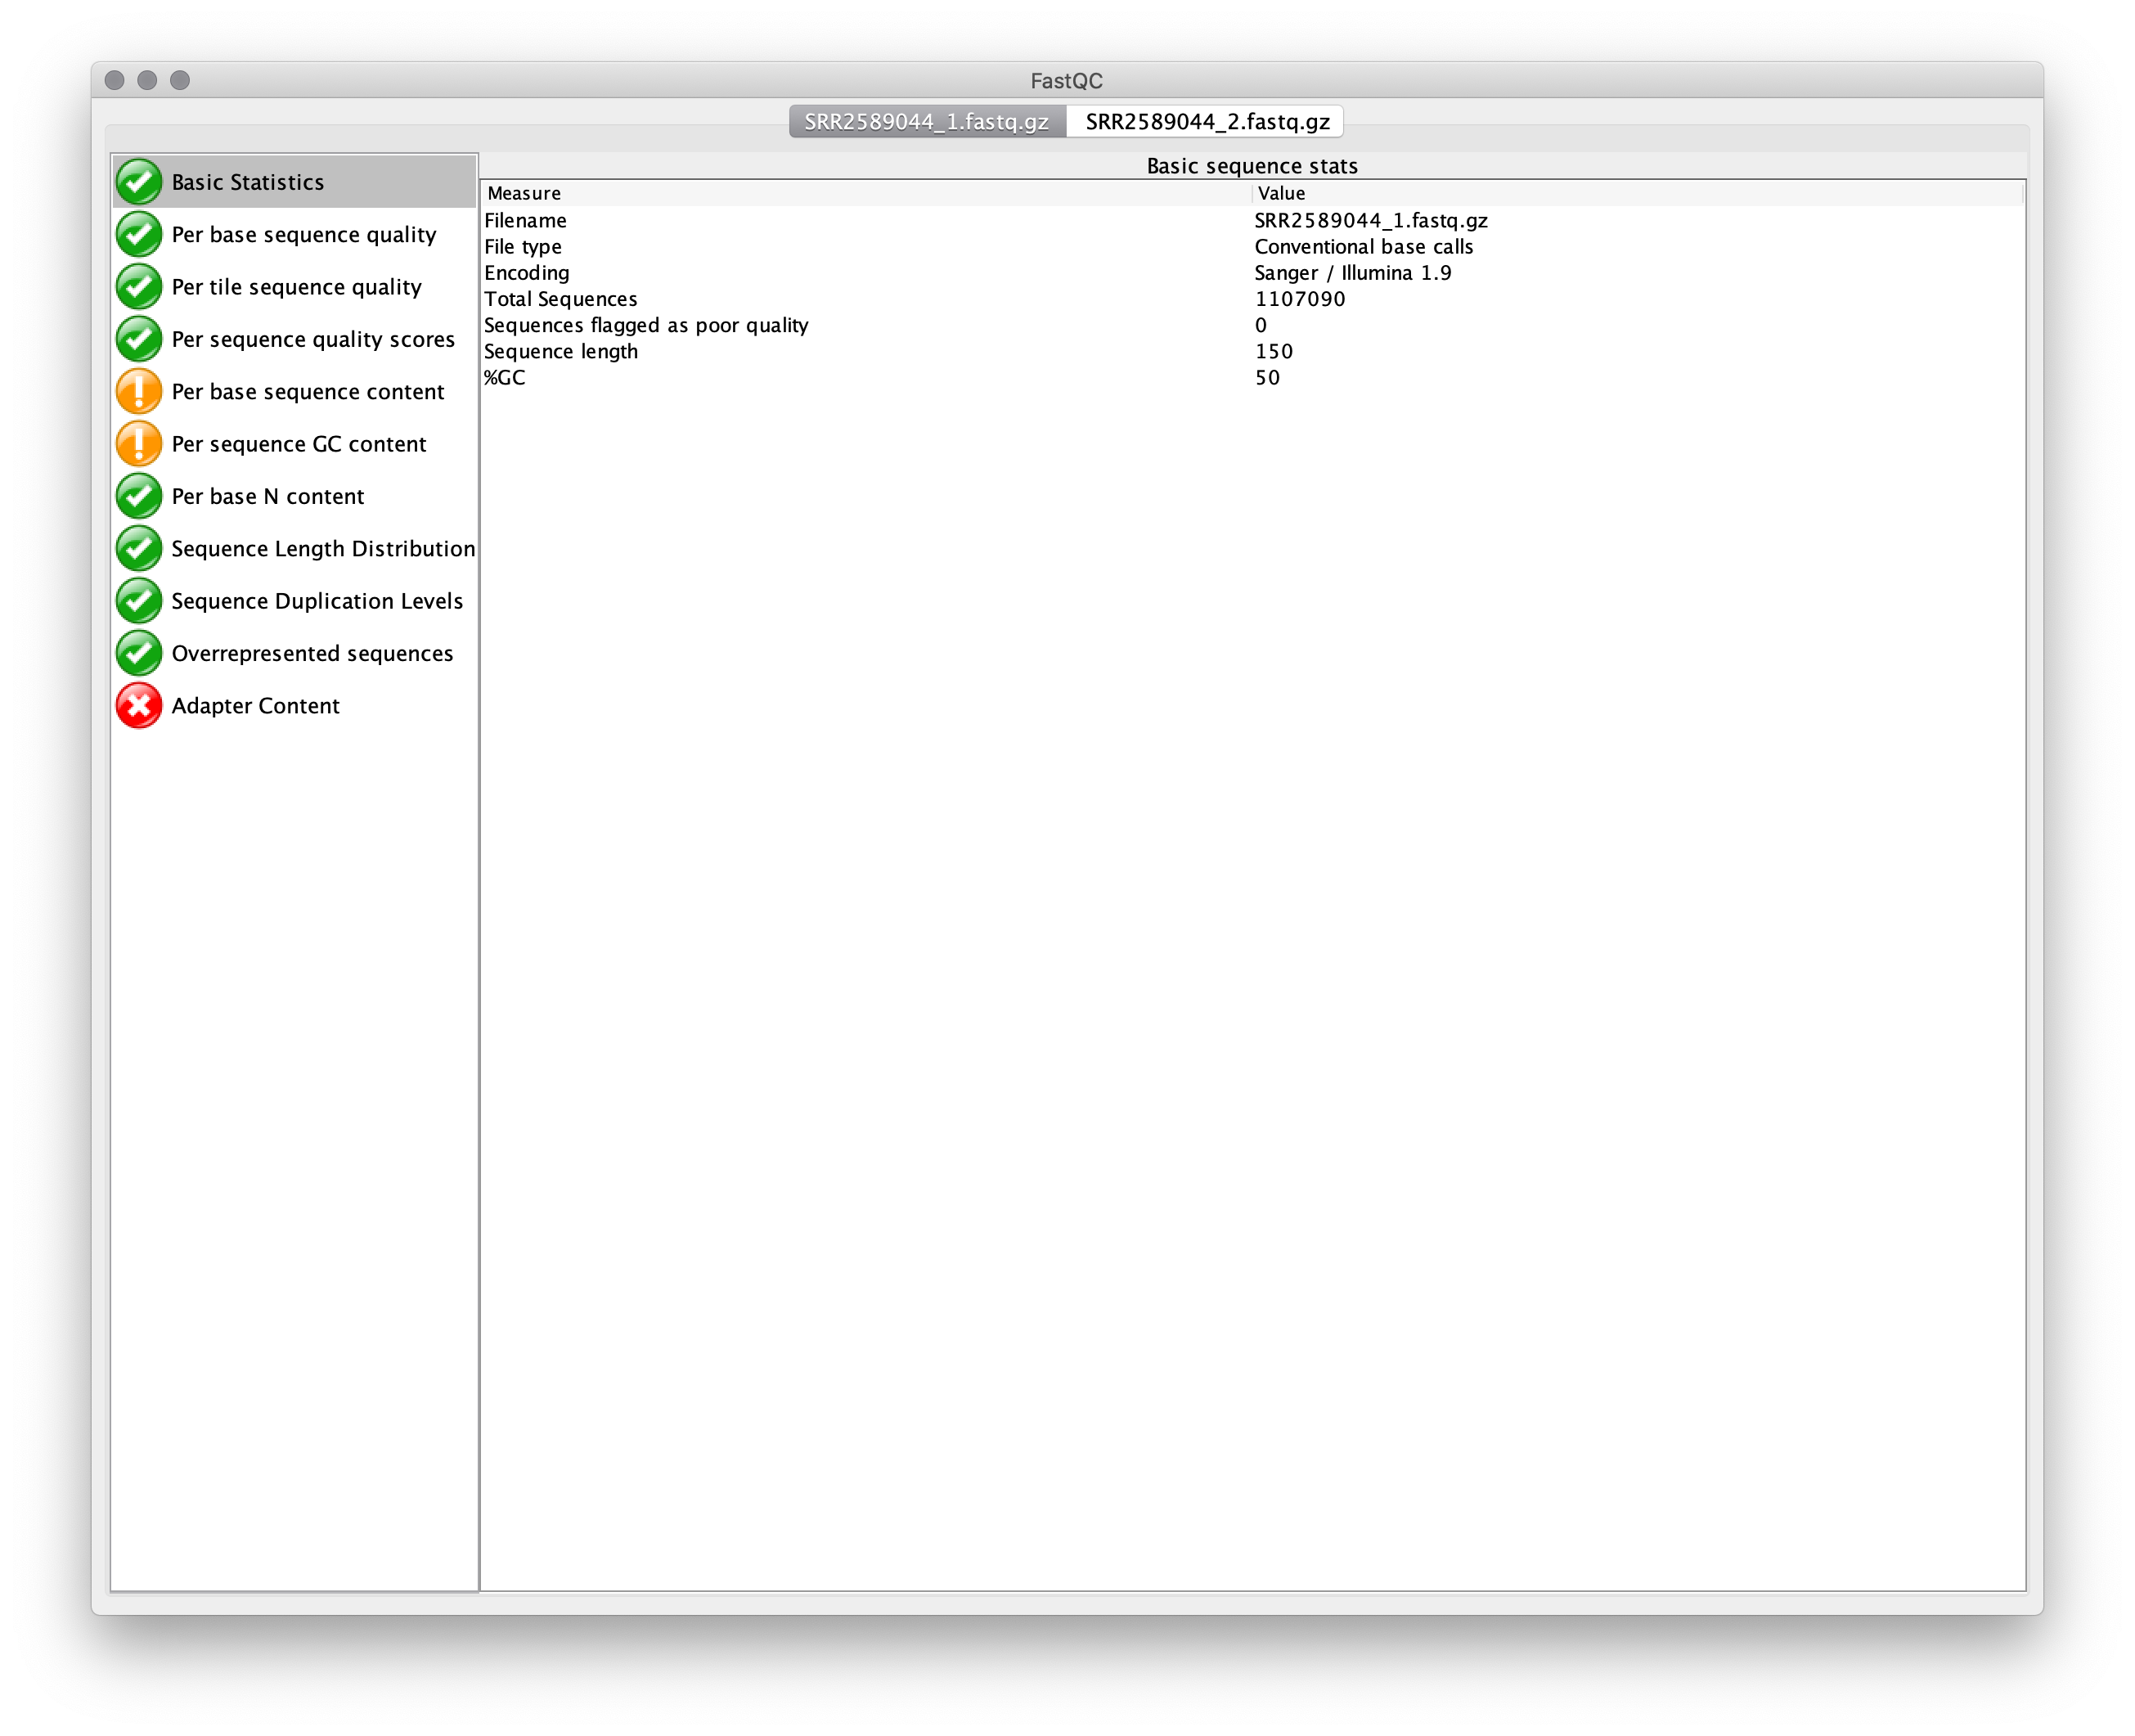 FastQC
SRR2589044_1.fastq.gz SRR2589044_2.fastq.gz
Basic Statistics
Per base sequence quality
Per tile sequence quality
Per sequence quality scores
Per base sequence content
Per sequence GC content
Per base N content
Sequence Length Distribution
Sequence Duplication Levels
Overrepresented sequences
Adapter Content
Basic sequence stats
Measure Value
Filename SRR2589044_1.fastq.gz
File type Conventional base calls
Encoding Sanger / Illumina 1.9
Total Sequences 1107090
Sequences flagged as poor quality 0
Sequence length 150
%GC 50